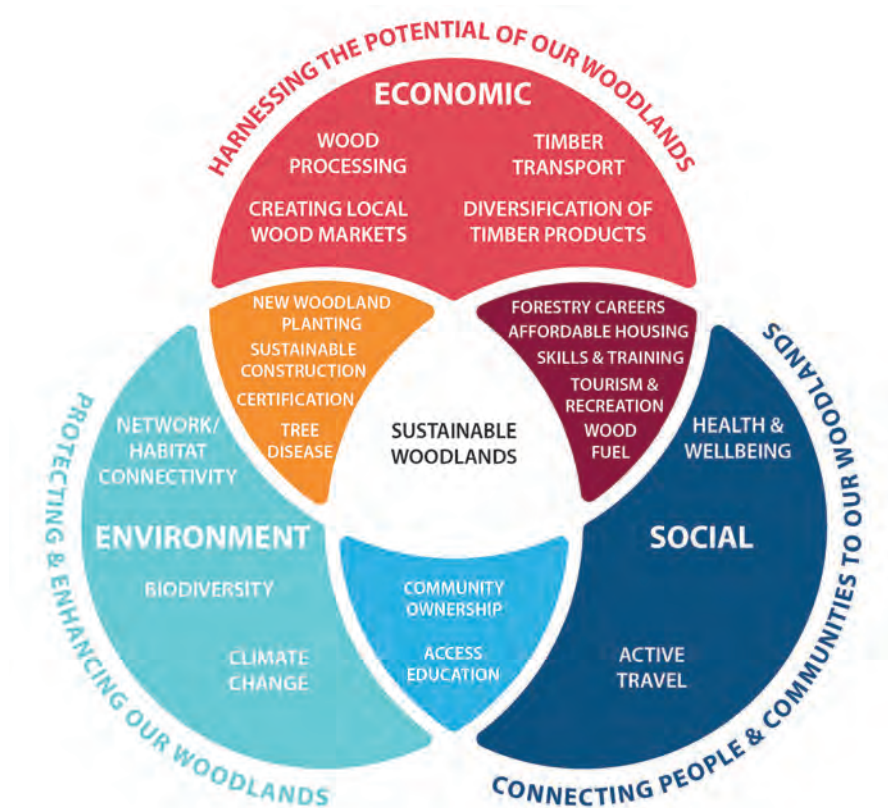 HARNESSING THE POTENTIAL OF OUR WOODLANDS
ECONOMIC
WOOD
PROCESSING
TIMBER
TRANSPORT
CREATING LOCAL
WOOD MARKETS
DIVERSIFICATION OF
TIMBER PRODUCTS
NEW WOODLAND
PLANTING
SUSTAINABLE
CONSTRUCTION
CERTIFICATION
TREE
DISEASE
FORESTRY CAREERS
AFFORDABLE HOUSING
SKILLS & TRAINING
TOURISM &
RECREATION
WOOD
FUEL
SUSTAINABLE
WOODLANDS
PROTECTING & ENHANCING OUR WOODLANDS
NETWORK/
HABITAT
CONNECTIVITY
ENVIRONMENT
BIODIVERSITY
CLIMATE
CHANGE
COMMUNITY
OWNERSHIP
ACCESS
EDUCATION
HEALTH &
WELLBEING
SOCIAL
ACTIVE
TRAVEL
CONNECTING PEOPLE & COMMUNITIES TO OUR WOODLANDS